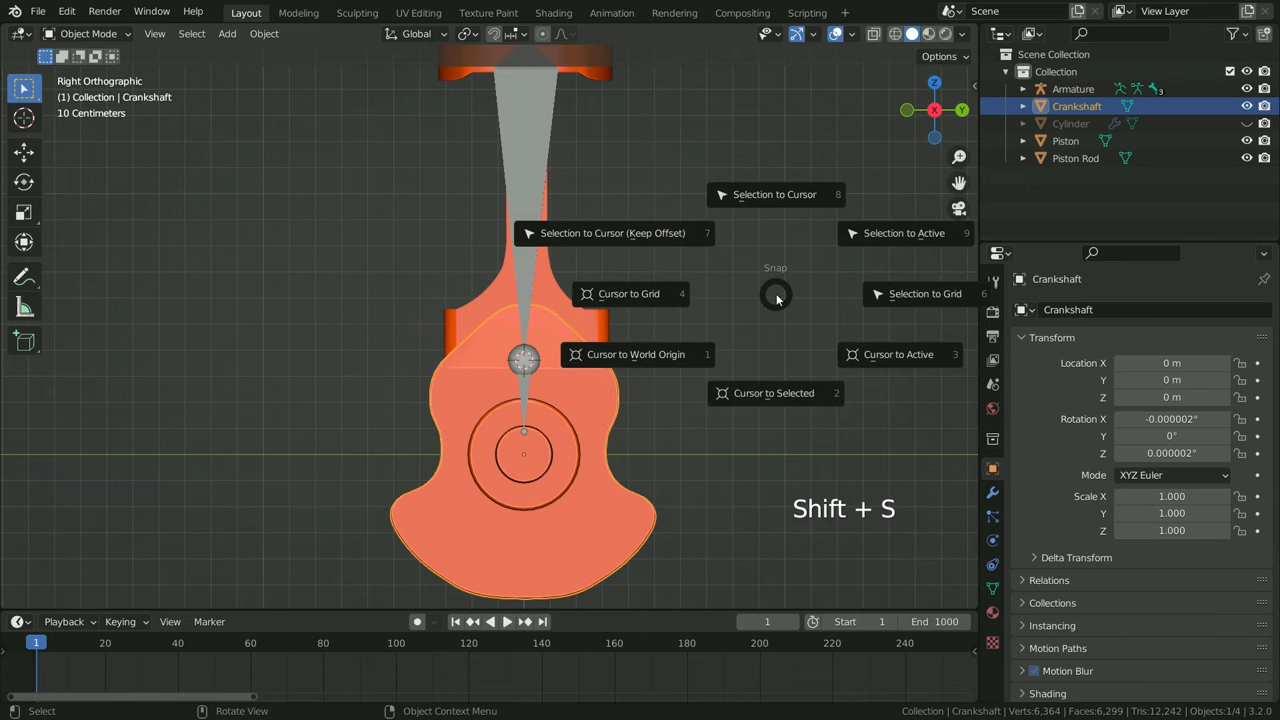 File Edit Render Window Help Layout Modeling Sculpting UV Editing Texture Paint Shading Animation Rendering Compositing Scripting + Scene View Layer
Object Mode View Select Add Object Global
Options
Right Orthographic
(1) Collection | Crankshaft
10 Centimeters
Z
X
Y
Scene Collection
Collection
Armature 3
Crankshaft
Cylinder
Piston
Piston Rod
Snap
Selection to Cursor 8
Selection to Cursor (Keep Offset) 7
Selection to Active 9
Cursor to Grid 4
Selection to Grid 6
Cursor to World Origin 1
Cursor to Active 3
Cursor to Selected 2
Shift + S
Crankshaft
Crankshaft
Transform
Location X 0 m
Y 0 m
Z 0 m
Rotation X -0.000002°
Y 0°
Z 0.000002°
Mode XYZ Euler
Scale X 1.000
Y 1.000
Z 1.000
Delta Transform
Relations
Collections
Instancing
Motion Paths
Motion Blur
Shading
Playback Keying View Marker 1 Start 1 End 1000
1 20 40 60 80 100 120 140 160 180 200 220 240
Select Rotate View Object Context Menu Collection | Crankshaft | Verts:6,364 | Faces:6,299 | Tris:12,242 | Objects:1/4 | 3.2.0